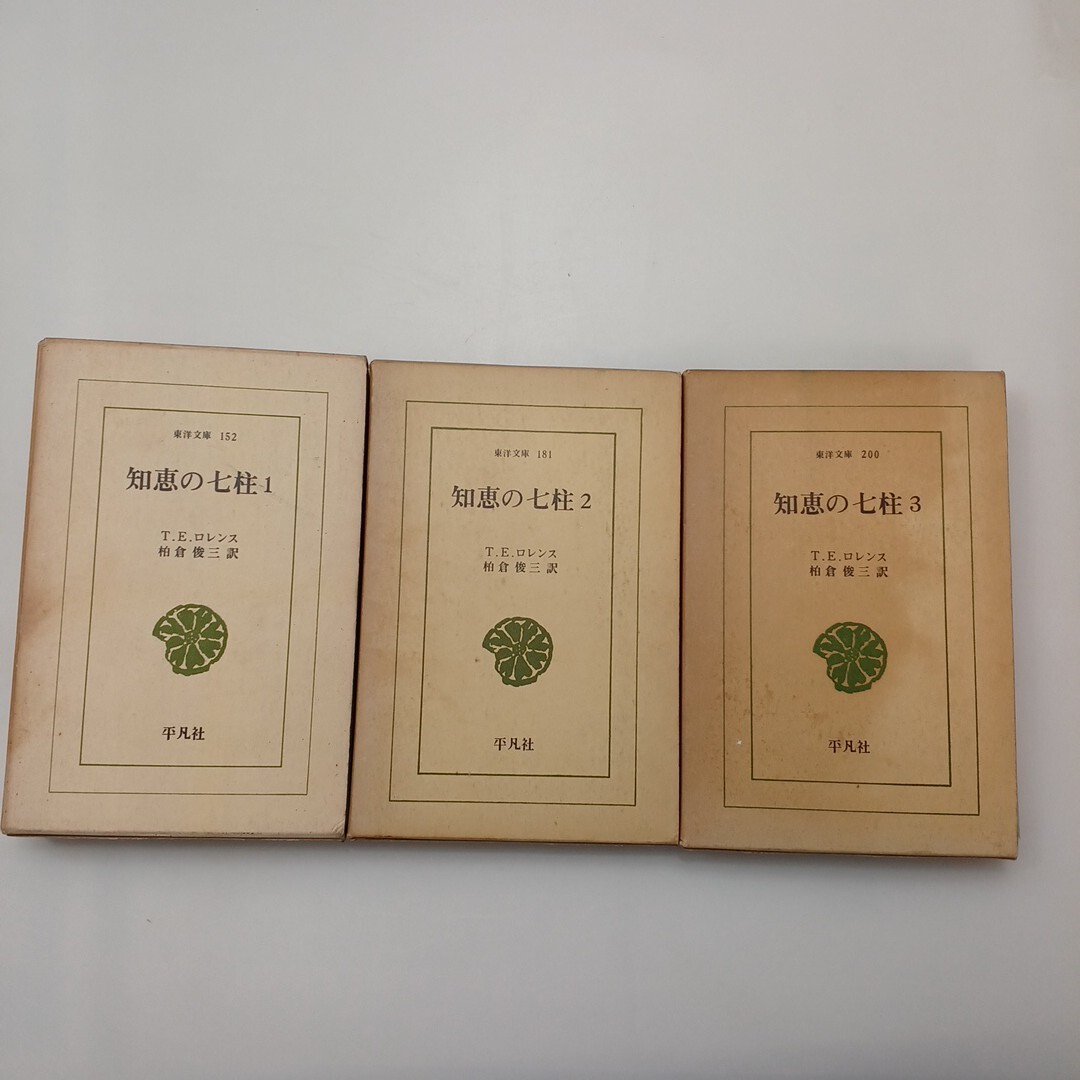 東洋文庫 152
知恵の七柱 1
T.E.ロレンス
柏倉俊三訳
平凡社
東洋文庫 181
知恵の七柱 2
T.E.ロレンス
柏倉俊三訳
平凡社
東洋文庫 200
知恵の七柱 3
T.E.ロレンス
柏倉俊三訳
平凡社